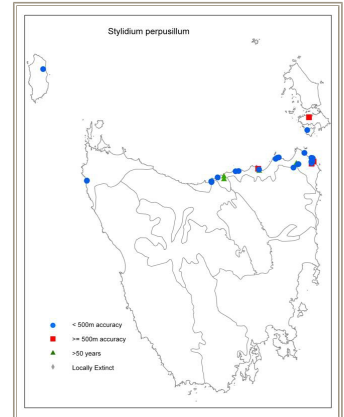 Stylidium perpusillum
< 500m accuracy
>= 500m accuracy
>50 years
Locally Extinct